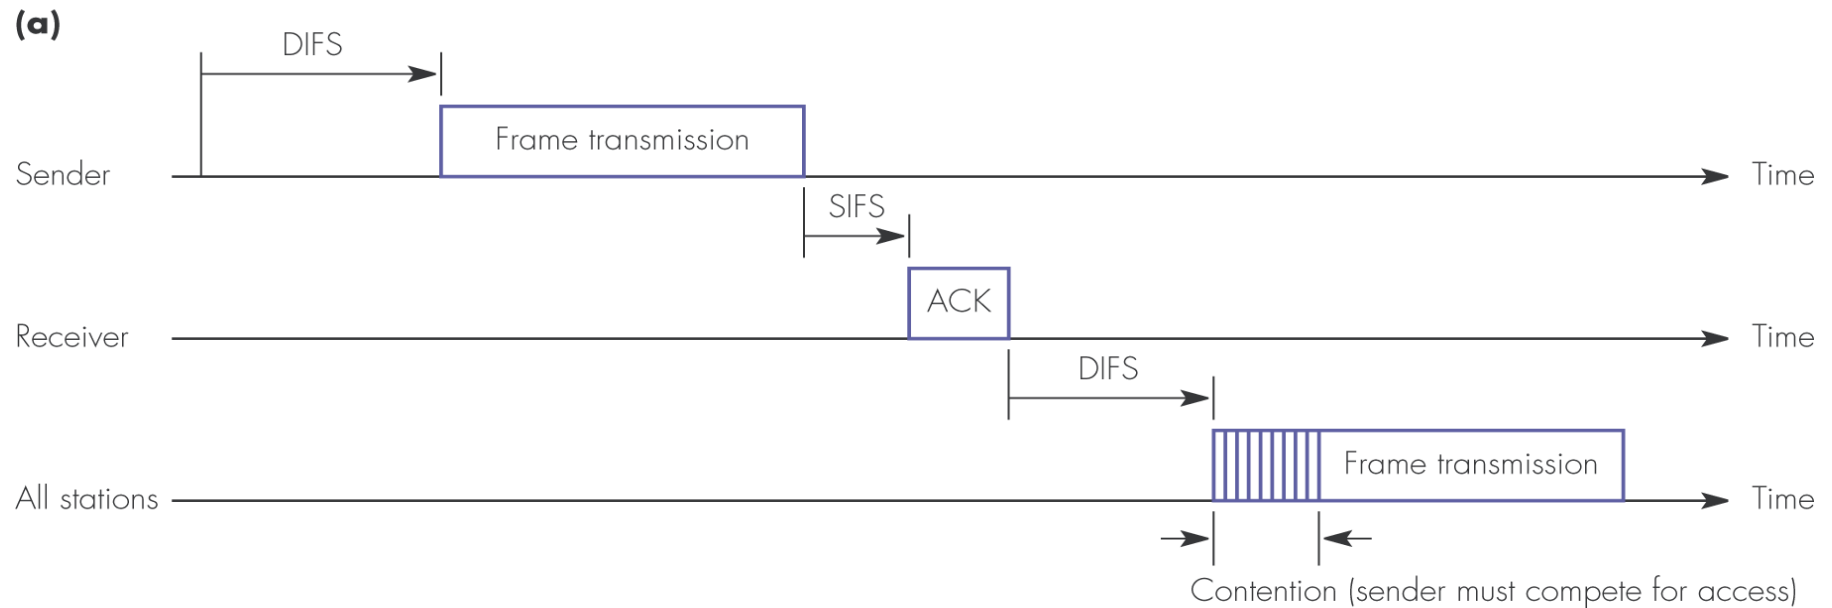 (a)
DIFS
Frame transmission
Sender
Time
SIFS
ACK
Receiver
Time
DIFS
Frame transmission
All stations
Time
Contention (sender must compete for access)